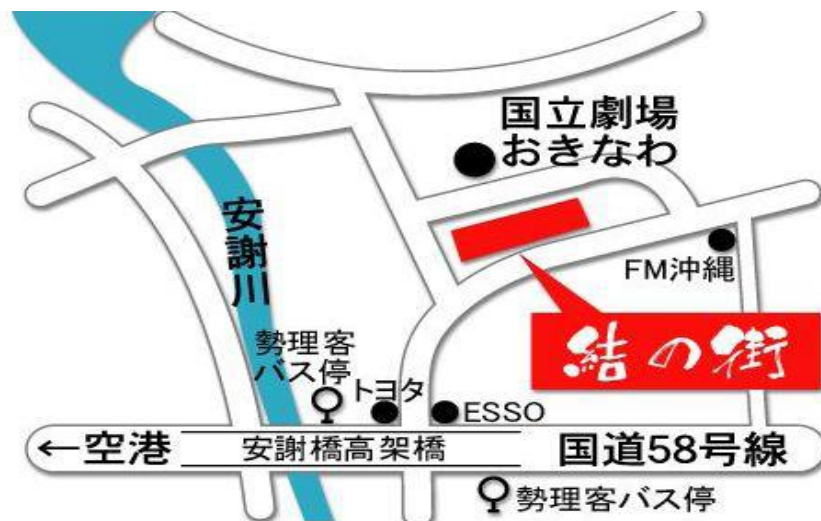 国立劇場
おきなわ
安謝川
FM沖縄
結の街
勢理客
バス停
トヨタ
ESSO
←空港
安謝橋高架橋
国道58号線
勢理客バス停